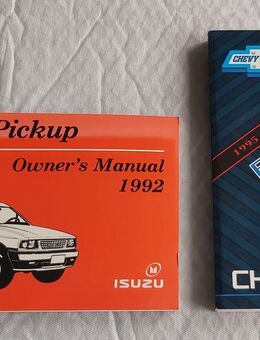 Pickup
Owner's Manual
1992
ISUZU
CHEVY
1995
CH